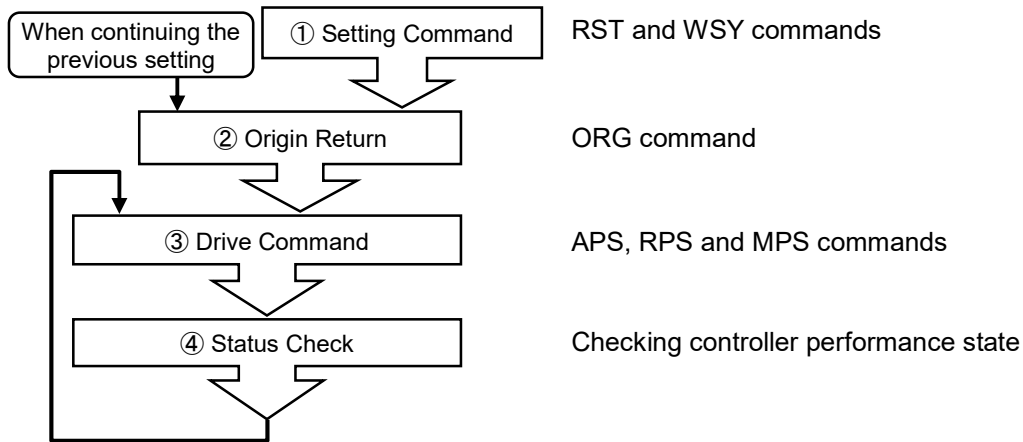 When continuing the
previous setting
① Setting Command
RST and WSY commands
② Origin Return
ORG command
③ Drive Command
APS, RPS and MPS commands
④ Status Check
Checking controller performance state